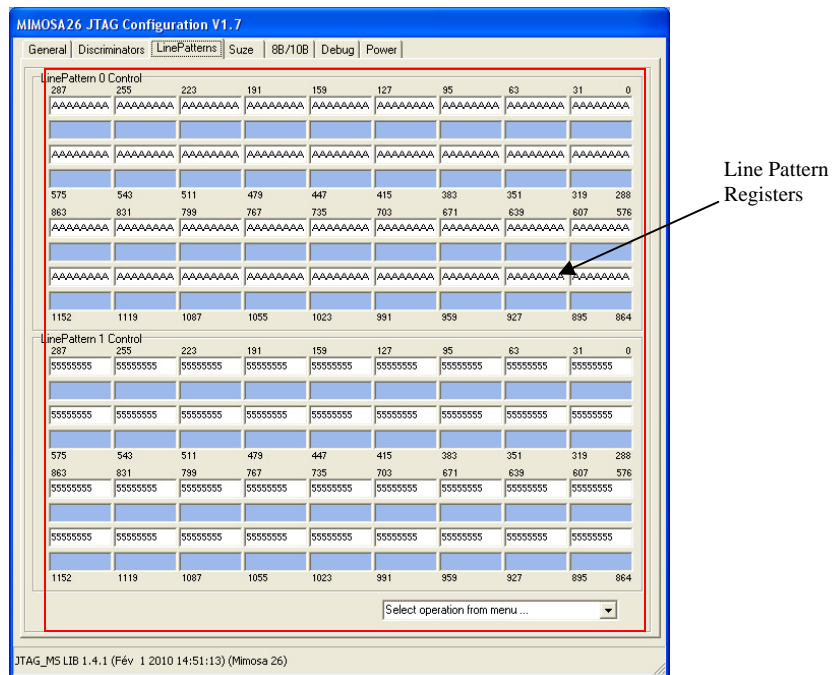 MIMOSA26 JTAG Configuration V1.7
General Discriminators LinePatterns Suze 8B/10B Debug Power
LinePattern 0 Control
287 255 223 191 159 127 95 63 31 0
AAAAAAAA AAAAAAAA AAAAAAAA AAAAAAAA AAAAAAAA AAAAAAAA AAAAAAAA AAAAAAAA AAAAAAAA
AAAAAAAA AAAAAAAA AAAAAAAA AAAAAAAA AAAAAAAA AAAAAAAA AAAAAAAA AAAAAAAA AAAAAAAA
575 543 511 479 447 415 383 351 319 288
863 831 799 767 735 703 671 639 607 576
AAAAAAAA AAAAAAAA AAAAAAAA AAAAAAAA AAAAAAAA AAAAAAAA AAAAAAAA AAAAAAAA AAAAAAAA
AAAAAAAA AAAAAAAA AAAAAAAA AAAAAAAA AAAAAAAA AAAAAAAA AAAAAAAA AAAAAAAA AAAAAAAA
1152 1119 1087 1055 1023 991 959 927 895 864
LinePattern 1 Control
287 255 223 191 159 127 95 63 31 0
55555555 55555555 55555555 55555555 55555555 55555555 55555555 55555555 55555555
55555555 55555555 55555555 55555555 55555555 55555555 55555555 55555555 55555555
575 543 511 479 447 415 383 351 319 288
863 831 799 767 735 703 671 639 607 576
55555555 55555555 55555555 55555555 55555555 55555555 55555555 55555555 55555555
55555555 55555555 55555555 55555555 55555555 55555555 55555555 55555555 55555555
1152 1119 1087 1055 1023 991 959 927 895 864
Select operation from menu ...
JTAG_MS LIB 1.4.1 (Fév 1 2010 14:51:13) (Mimosa 26)
Line Pattern
Registers